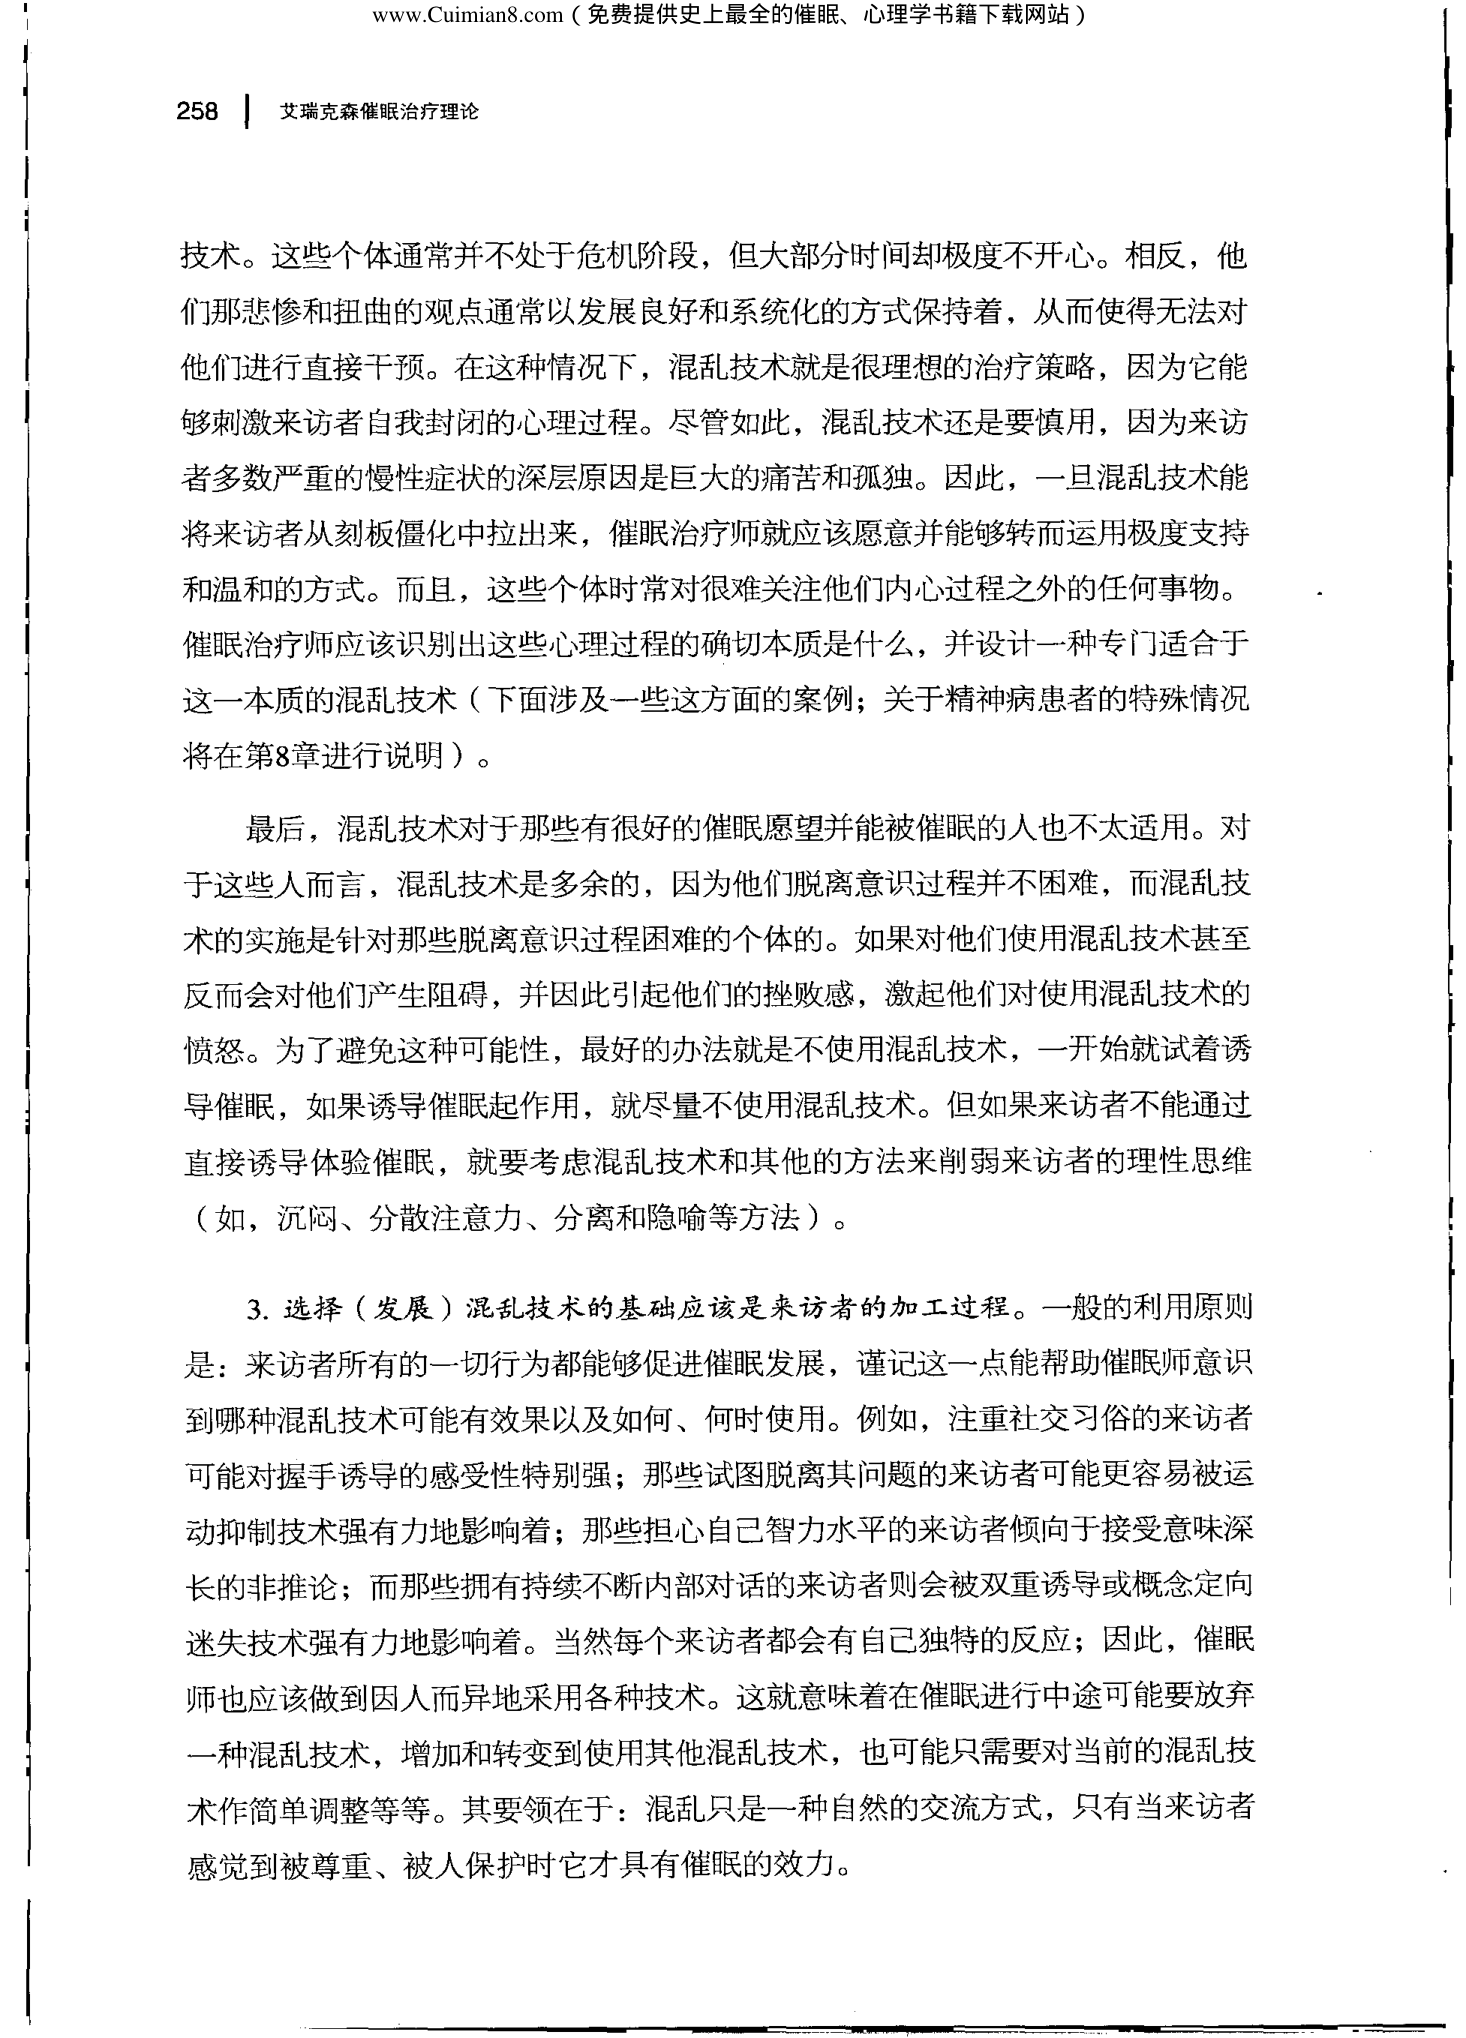 www.Cuimian8.com（免费提供史上最全的催眠、心理学书籍下载网站）
258 | 艾瑞克森催眠治疗理论
技术。这些个体通常并不处于危机阶段，但大部分时间却极度不开心。相反，他
们那悲惨和扭曲的观点通常以发展良好和系统化的方式保持着，从而使得无法对
他们进行直接干预。在这种情况下，混乱技术就是很理想的治疗策略，因为它能
够刺激来访者自我封闭的心理过程。尽管如此，混乱技术还是要慎用，因为来访
者多数严重的慢性症状的深层原因是巨大的痛苦和孤独。因此，一旦混乱技术能
将来访者从刻板僵化中拉出来，催眠治疗师就应该愿意并能够转而运用极度支持
和温和的方式。而且，这些个体时常对很难关注他们内心过程之外的任何事物。
催眠治疗师应该识别出这些心理过程的确切本质是什么，并设计一种专门适合于
这一本质的混乱技术（下面涉及一些这方面的案例；关于精神病患者的特殊情况
将在第8章进行说明）。
最后，混乱技术对于那些有很好的催眠愿望并能被催眠的人也不太适用。对
于这些人而言，混乱技术是多余的，因为他们脱离意识过程并不困难，而混乱技
术的实施是针对那些脱离意识过程困难的个体的。如果对他们使用混乱技术甚至
反而会对他们产生阻碍，并因此引起他们的挫败感，激起他们对使用混乱技术的
愤怒。为了避免这种可能性，最好的办法就是不使用混乱技术，一开始就试着诱
导催眠，如果诱导催眠起作用，就尽量不使用混乱技术。但如果来访者不能通过
直接诱导体验催眠，就要考虑混乱技术和其他的方法来削弱来访者的理性思维
（如，沉闷、分散注意力、分离和隐喻等方法）。
3. 选择（发展）混乱技术的基础应该是来访者的加工过程。一般的利用原则
是：来访者所有的一切行为都能够促进催眠发展，谨记这一点能帮助催眠师意识
到哪种混乱技术可能有效果以及如何、何时使用。例如，注重社交习俗的来访者
可能对握手诱导的感受性特别强；那些试图脱离其问题的来访者可能更容易被运
动抑制技术强有力地影响着；那些担心自己智力水平的来访者倾向于接受意味深
长的非推论；而那些拥有持续不断内部对话的来访者则会被双重诱导或概念定向
迷失技术强有力地影响着。当然每个来访者都会有自己独特的反应；因此，催眠
师也应该做到因人而异地采用各种技术。这就意味着在催眠进行中途可能要放弃
一种混乱技术，增加和转变到使用其他混乱技术，也可能只需要对当前的混乱技
术作简单调整等等。其要领在于：混乱只是一种自然的交流方式，只有当来访者
感觉到被尊重、被人保护时它才具有催眠的效力。